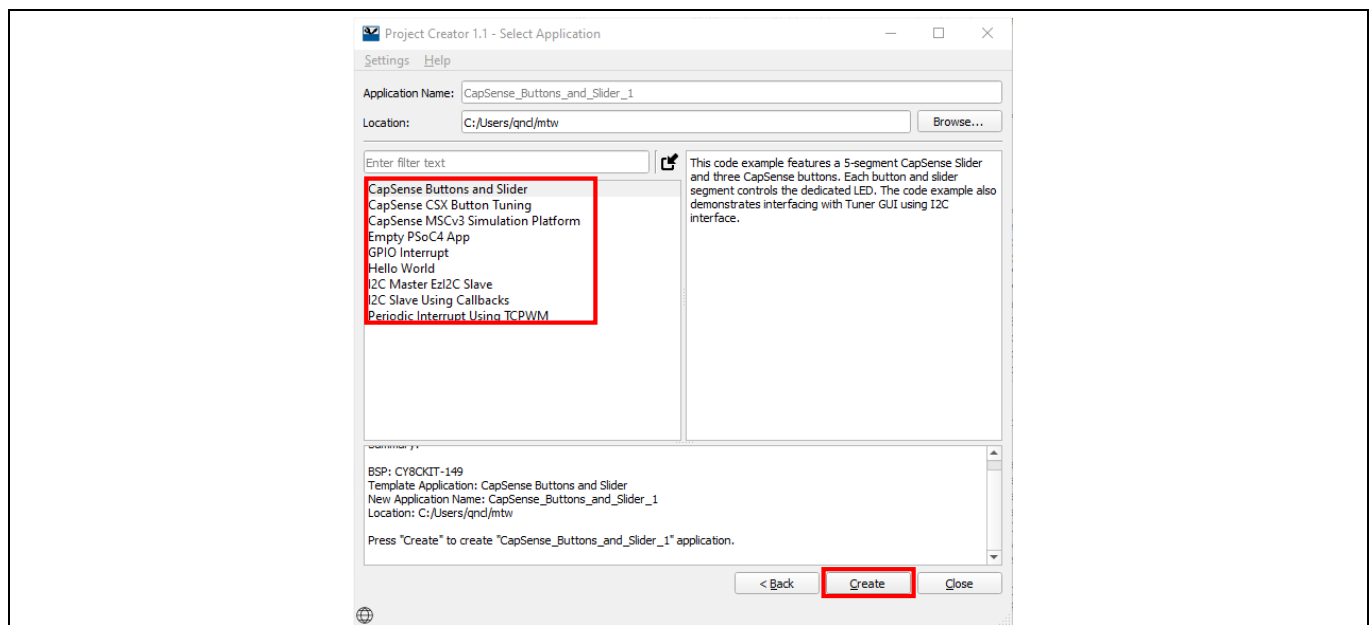 Project Creator 1.1 - Select Application
Settings Help
Application Name: CapSense_Buttons_and_Slider_1
Location: C:/Users/qncl/mtw Browse...
Enter filter text
CapSense Buttons and Slider
CapSense CSX Button Tuning
CapSense MSCv3 Simulation Platform
Empty PSoC4 App
GPIO Interrupt
Hello World
I2C Master EzI2C Slave
I2C Slave Using Callbacks
Periodic Interrupt Using TCPWM
This code example features a 5-segment CapSense Slider
and three CapSense buttons. Each button and slider
segment controls the dedicated LED. The code example also
demonstrates interfacing with Tuner GUI using I2C
interface.
Summary:
BSP: CY8CKIT-149
Template Application: CapSense Buttons and Slider
New Application Name: CapSense_Buttons_and_Slider_1
Location: C:/Users/qncl/mtw
Press "Create" to create "CapSense_Buttons_and_Slider_1" application.
< Back Create Close